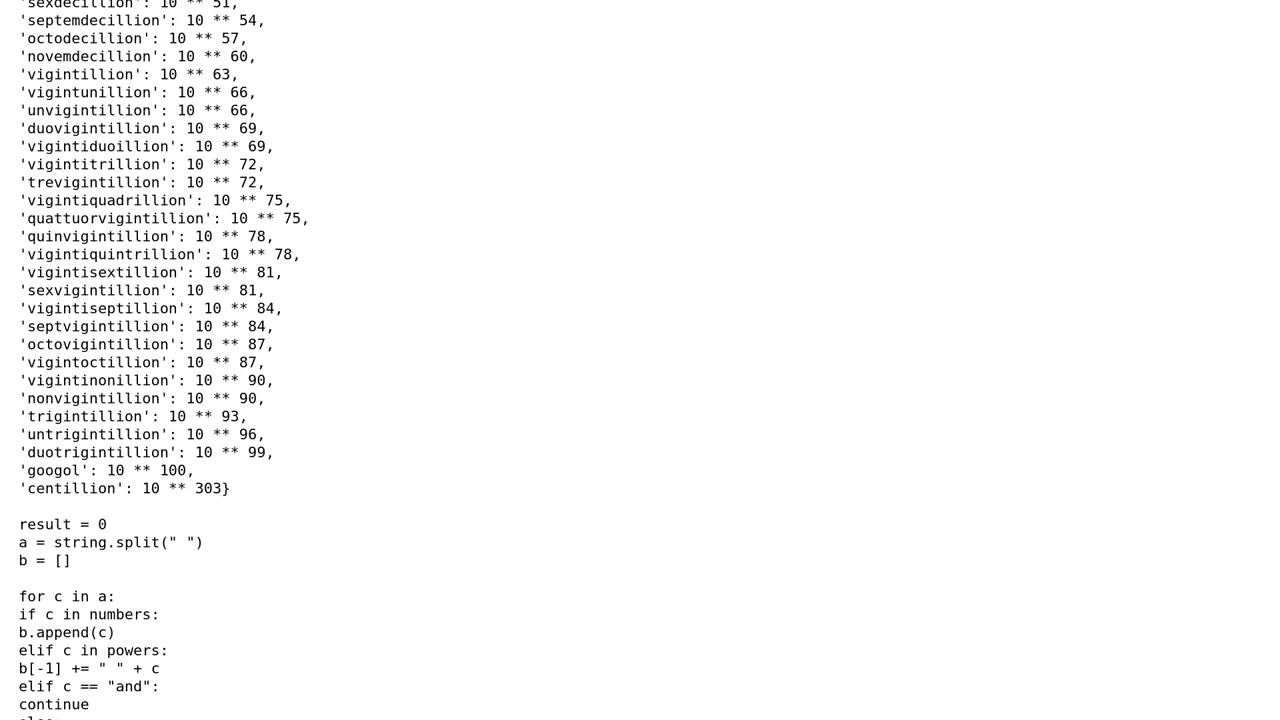 'sexdecillion': 10 ** 51,
'septemdecillion': 10 ** 54,
'octodecillion': 10 ** 57,
'novemdecillion': 10 ** 60,
'vigintillion': 10 ** 63,
'vigintunillion': 10 ** 66,
'unvigintillion': 10 ** 66,
'duovigintillion': 10 ** 69,
'vigintiduoillion': 10 ** 69,
'vigintitrillion': 10 ** 72,
'trevigintillion': 10 ** 72,
'vigintiquadrillion': 10 ** 75,
'quattuorvigintillion': 10 ** 75,
'quinvigintillion': 10 ** 78,
'vigintiquintrillion': 10 ** 78,
'vigintisextillion': 10 ** 81,
'sexvigintillion': 10 ** 81,
'vigintiseptillion': 10 ** 84,
'septvigintillion': 10 ** 84,
'octovigintillion': 10 ** 87,
'vigintoctillion': 10 ** 87,
'vigintinonillion': 10 ** 90,
'nonvigintillion': 10 ** 90,
'trigintillion': 10 ** 93,
'untrigintillion': 10 ** 96,
'duotrigintillion': 10 ** 99,
'googol': 10 ** 100,
'centillion': 10 ** 303}
result = 0
a = string.split(" ")
b = []
for c in a:
if c in numbers:
b.append(c)
elif c in powers:
b[-1] += " " + c
elif c == "and":
continue
else: